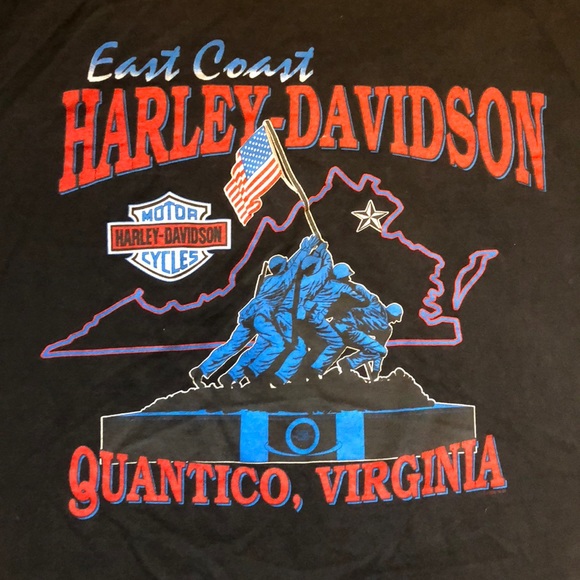 East Coast
HARLEY-DAVIDSON
MOTOR
HARLEY-DAVIDSON
CYCLES
QUANTICO, VIRGINIA